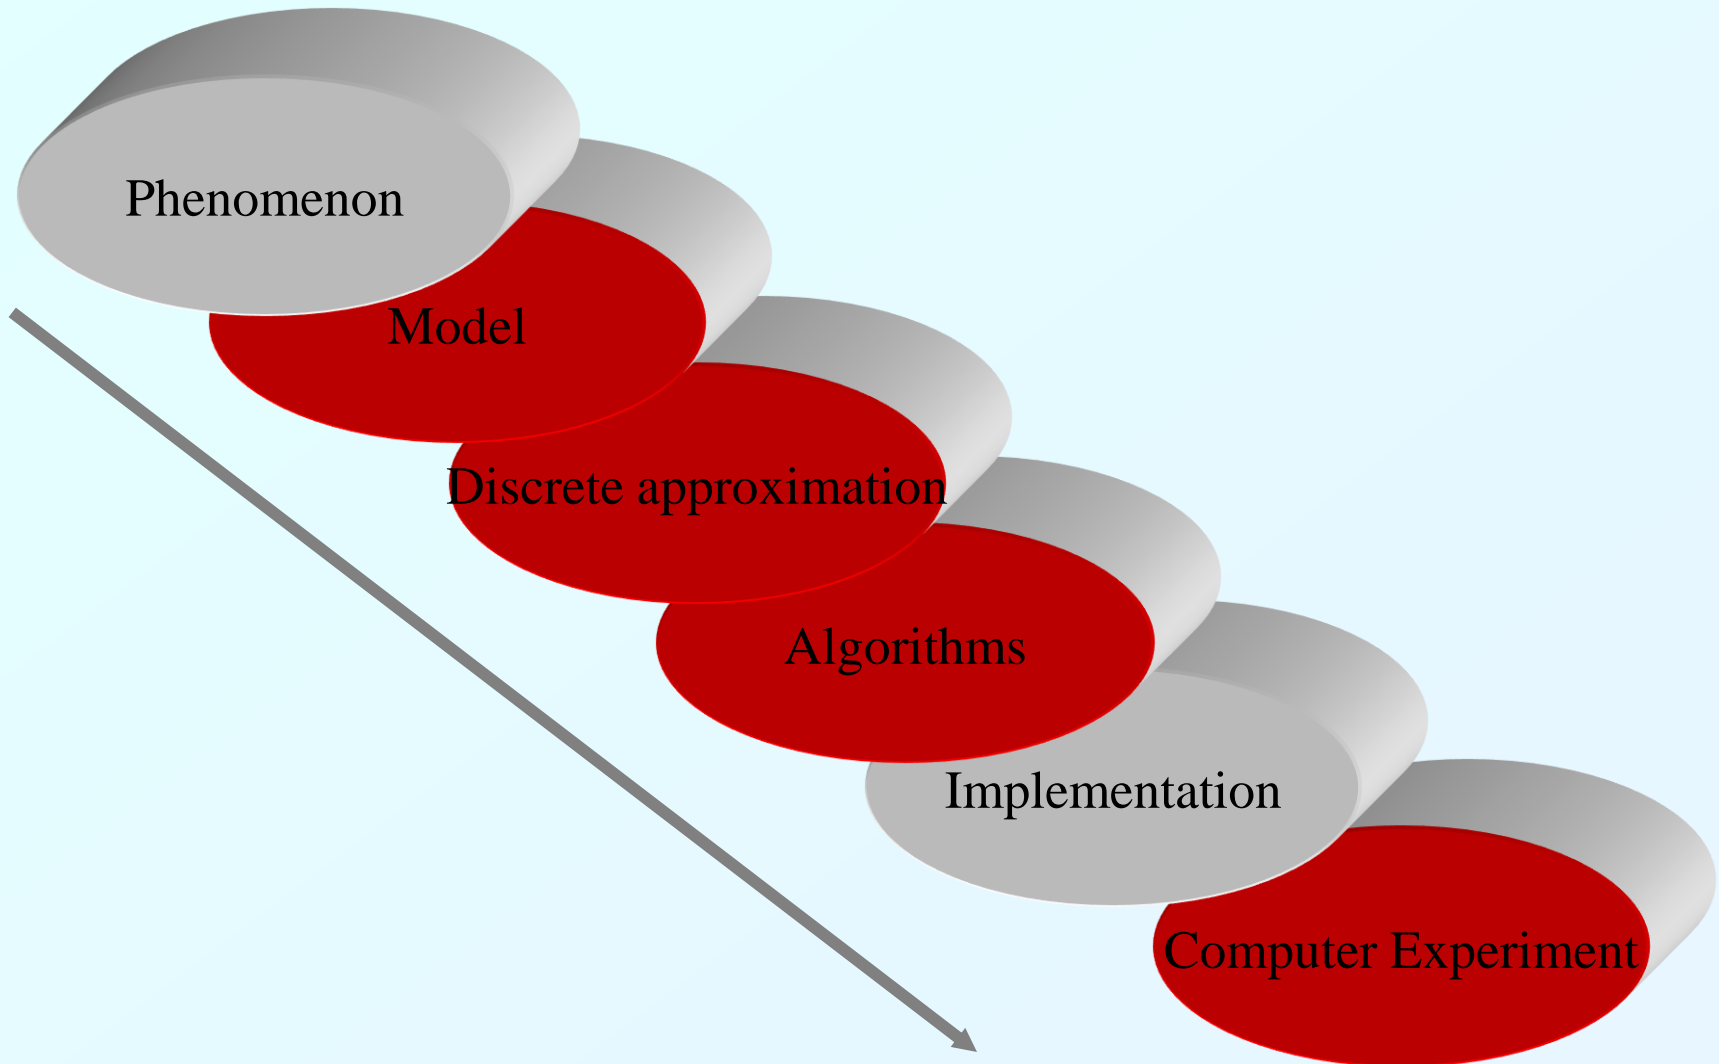 Phenomenon
Model
Discrete approximation
Algorithms
Implementation
Computer Experiment